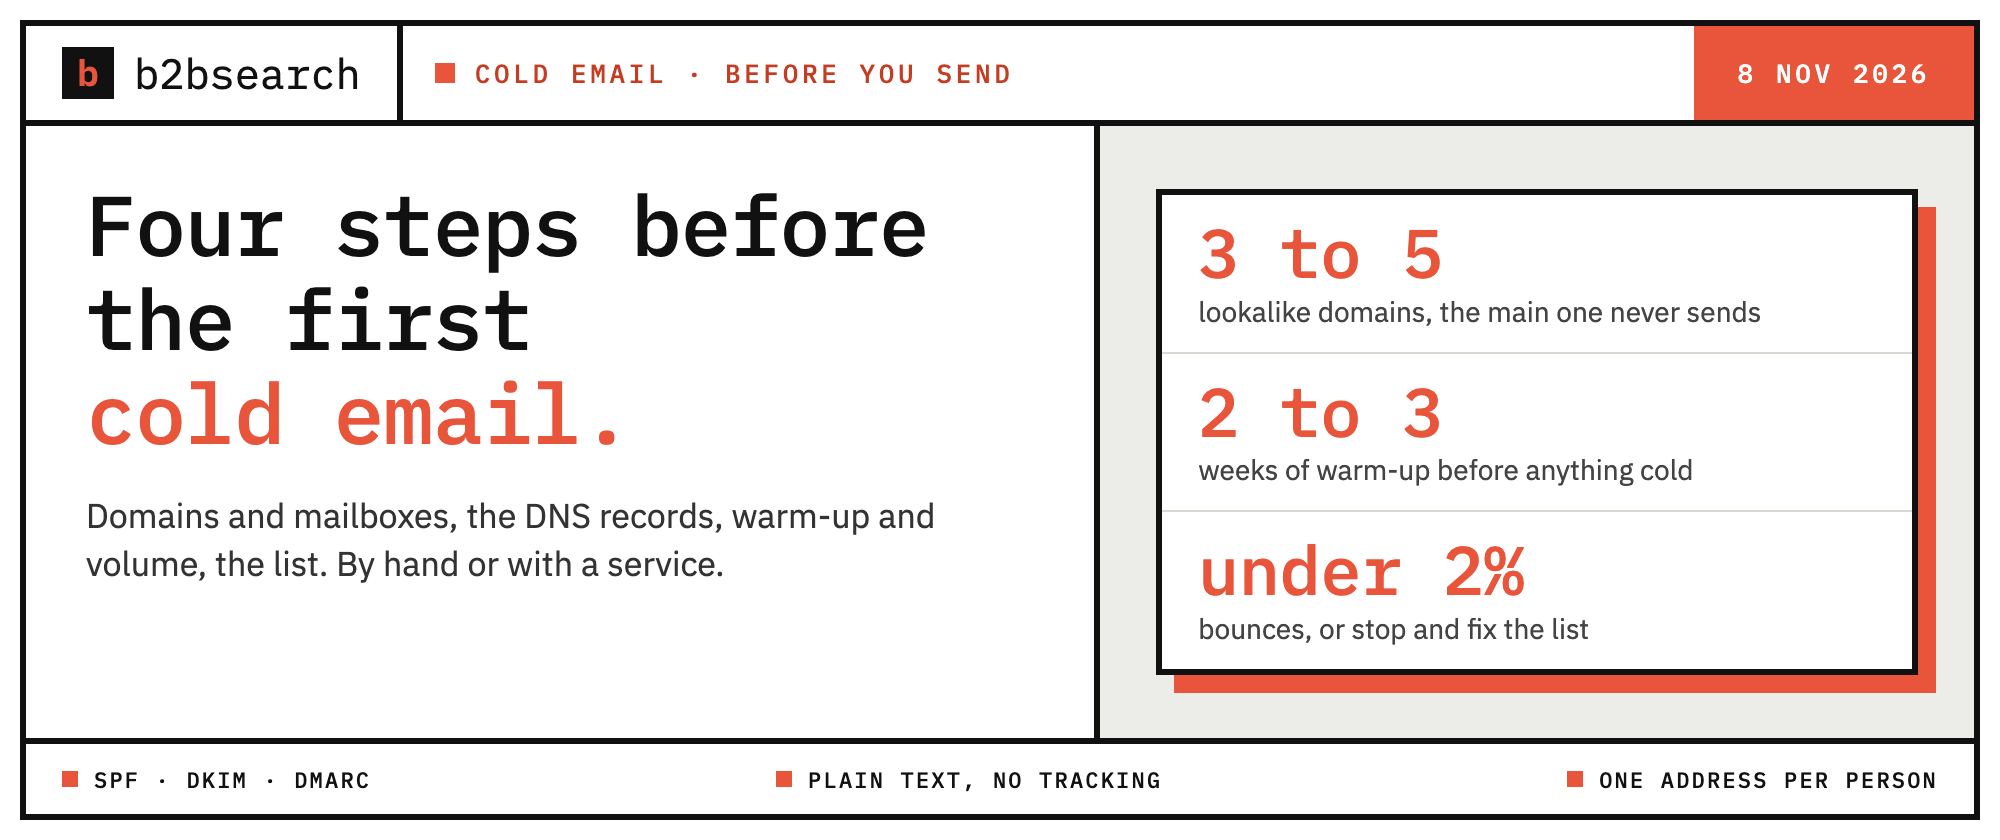 b b2bsearch
COLD EMAIL · BEFORE YOU SEND
8 NOV 2026
Four steps before
the first
cold email.
Domains and mailboxes, the DNS records, warm-up and
volume, the list. By hand or with a service.
3 to 5
lookalike domains, the main one never sends
2 to 3
weeks of warm-up before anything cold
under 2%
bounces, or stop and fix the list
SPF · DKIM · DMARC
PLAIN TEXT, NO TRACKING
ONE ADDRESS PER PERSON